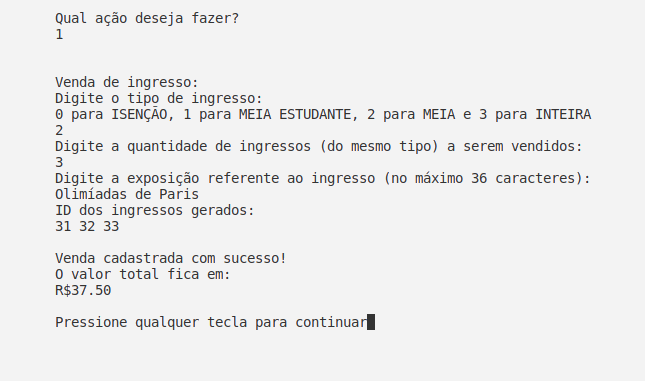 Qual ação deseja fazer?
1
Venda de ingresso:
Digite o tipo de ingresso:
0 para ISENÇÃO, 1 para MEIA ESTUDANTE, 2 para MEIA e 3 para INTEIRA
2
Digite a quantidade de ingressos (do mesmo tipo) a serem vendidos:
3
Digite a exposição referente ao ingresso (no máximo 36 caracteres):
Olimíadas de Paris
ID dos ingressos gerados:
31 32 33
Venda cadastrada com sucesso!
O valor total fica em:
R$37.50
Pressione qualquer tecla para continuar